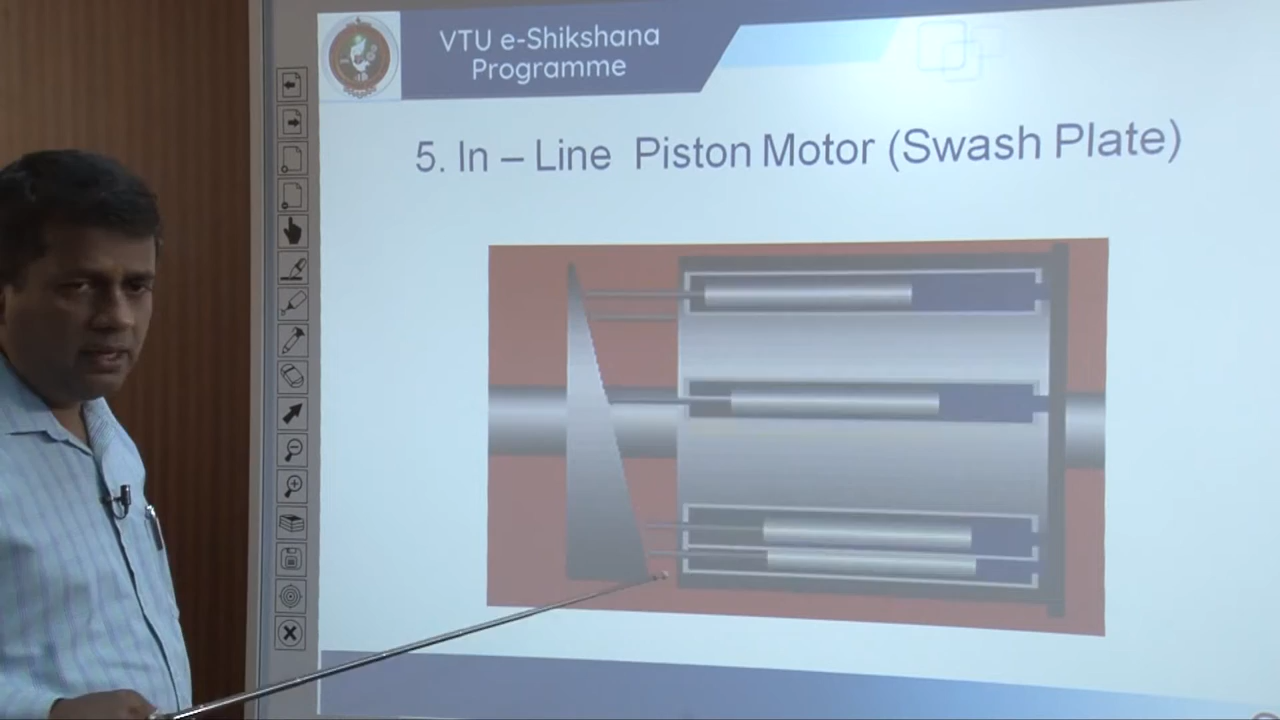 VTU e-Shikshana
Programme
5. In – Line Piston Motor (Swash Plate)